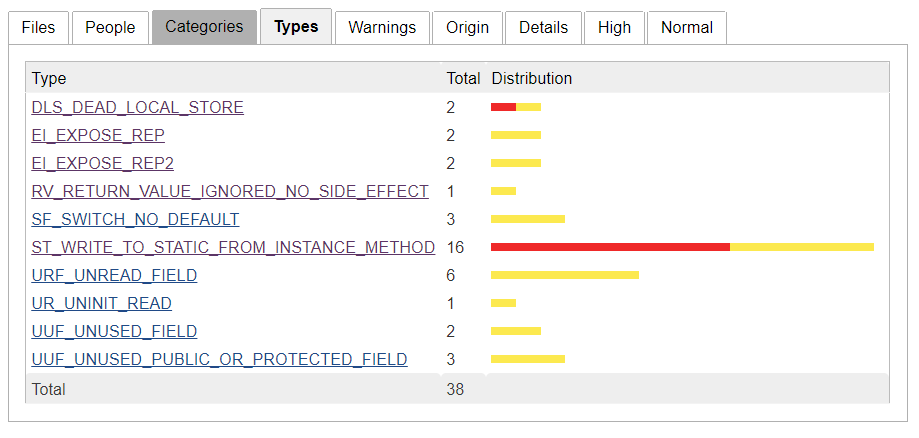 Files People Categories Types Warnings Origin Details High Normal
Type Total Distribution
DLS_DEAD_LOCAL_STORE 2
EI_EXPOSE_REP 2
EI_EXPOSE_REP2 2
RV_RETURN_VALUE_IGNORED_NO_SIDE_EFFECT 1
SF_SWITCH_NO_DEFAULT 3
ST_WRITE_TO_STATIC_FROM_INSTANCE_METHOD 16
URF_UNREAD_FIELD 6
UR_UNINIT_READ 1
UUF_UNUSED_FIELD 2
UUF_UNUSED_PUBLIC_OR_PROTECTED_FIELD 3
Total 38